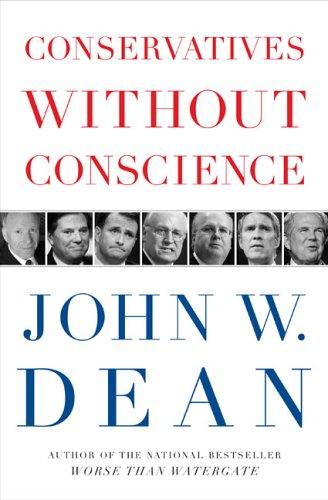 CONSERVATIVES
WITHOUT
CONSCIENCE
JOHN W.
DEAN
AUTHOR OF THE NATIONAL BESTSELLER
WORSE THAN WATERGATE